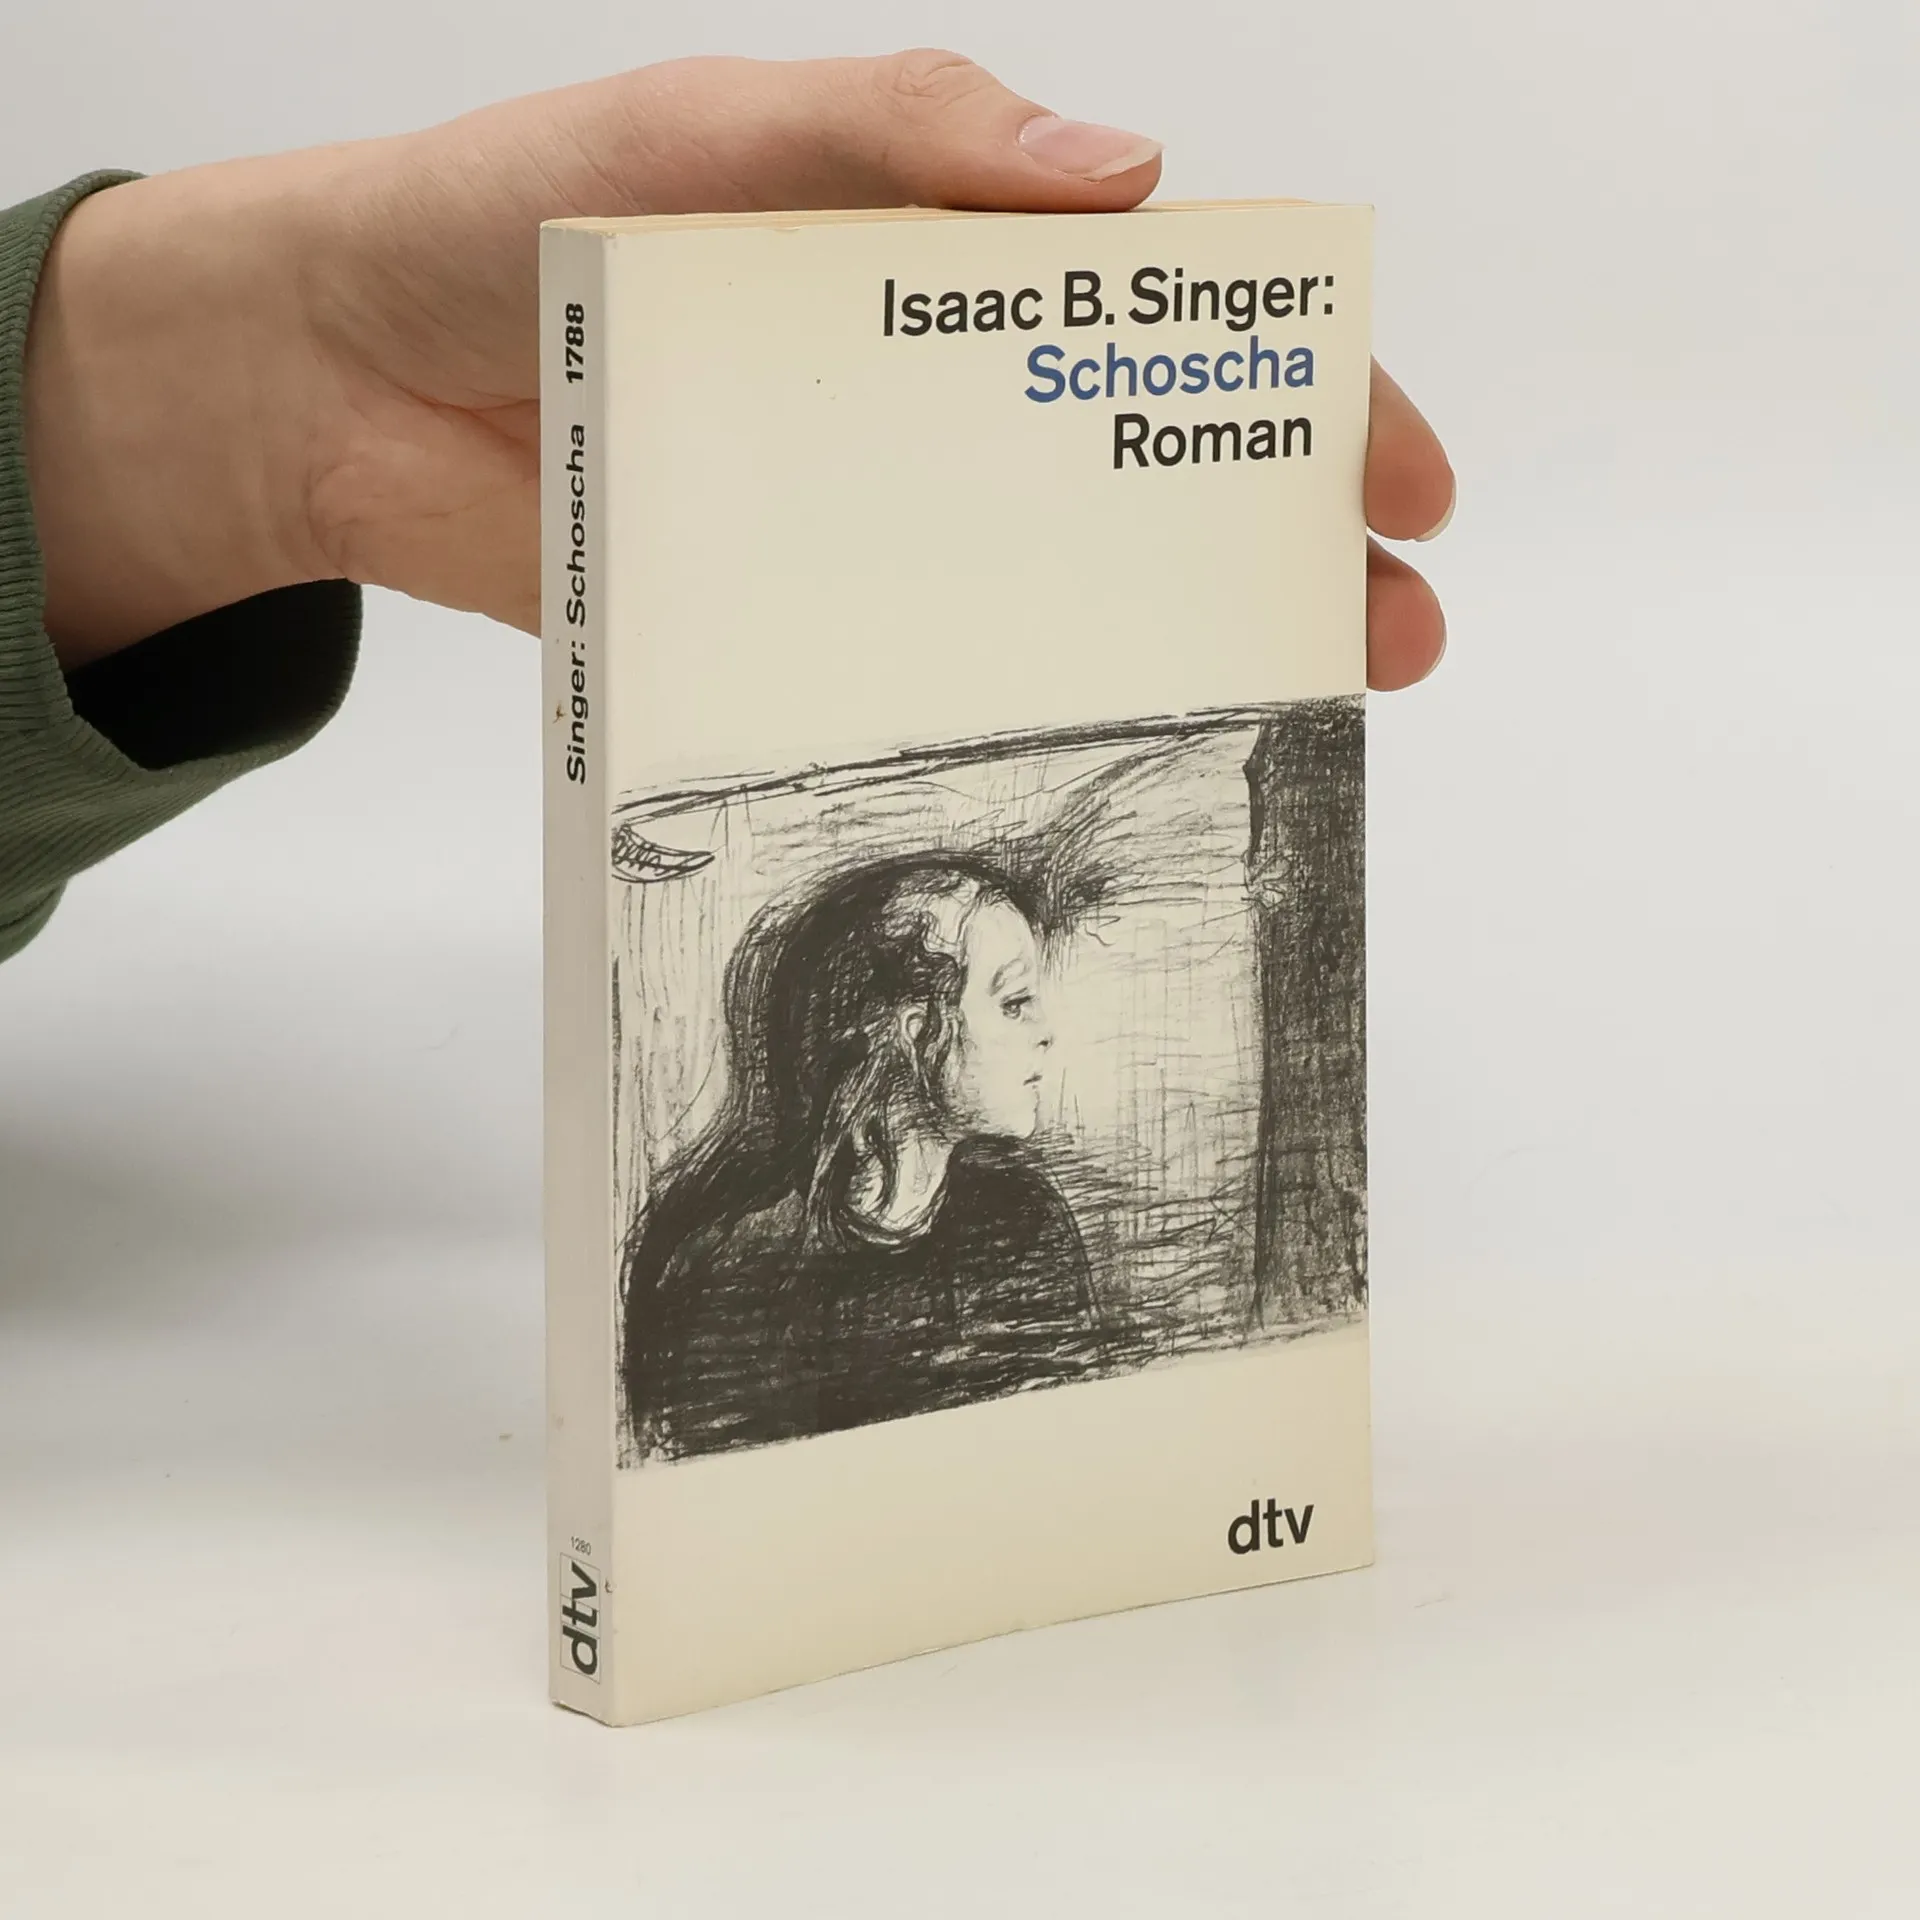 Isaac B. Singer:
Schoscha
Roman
dtv
Singer: Schoscha 1788
1280
dtv